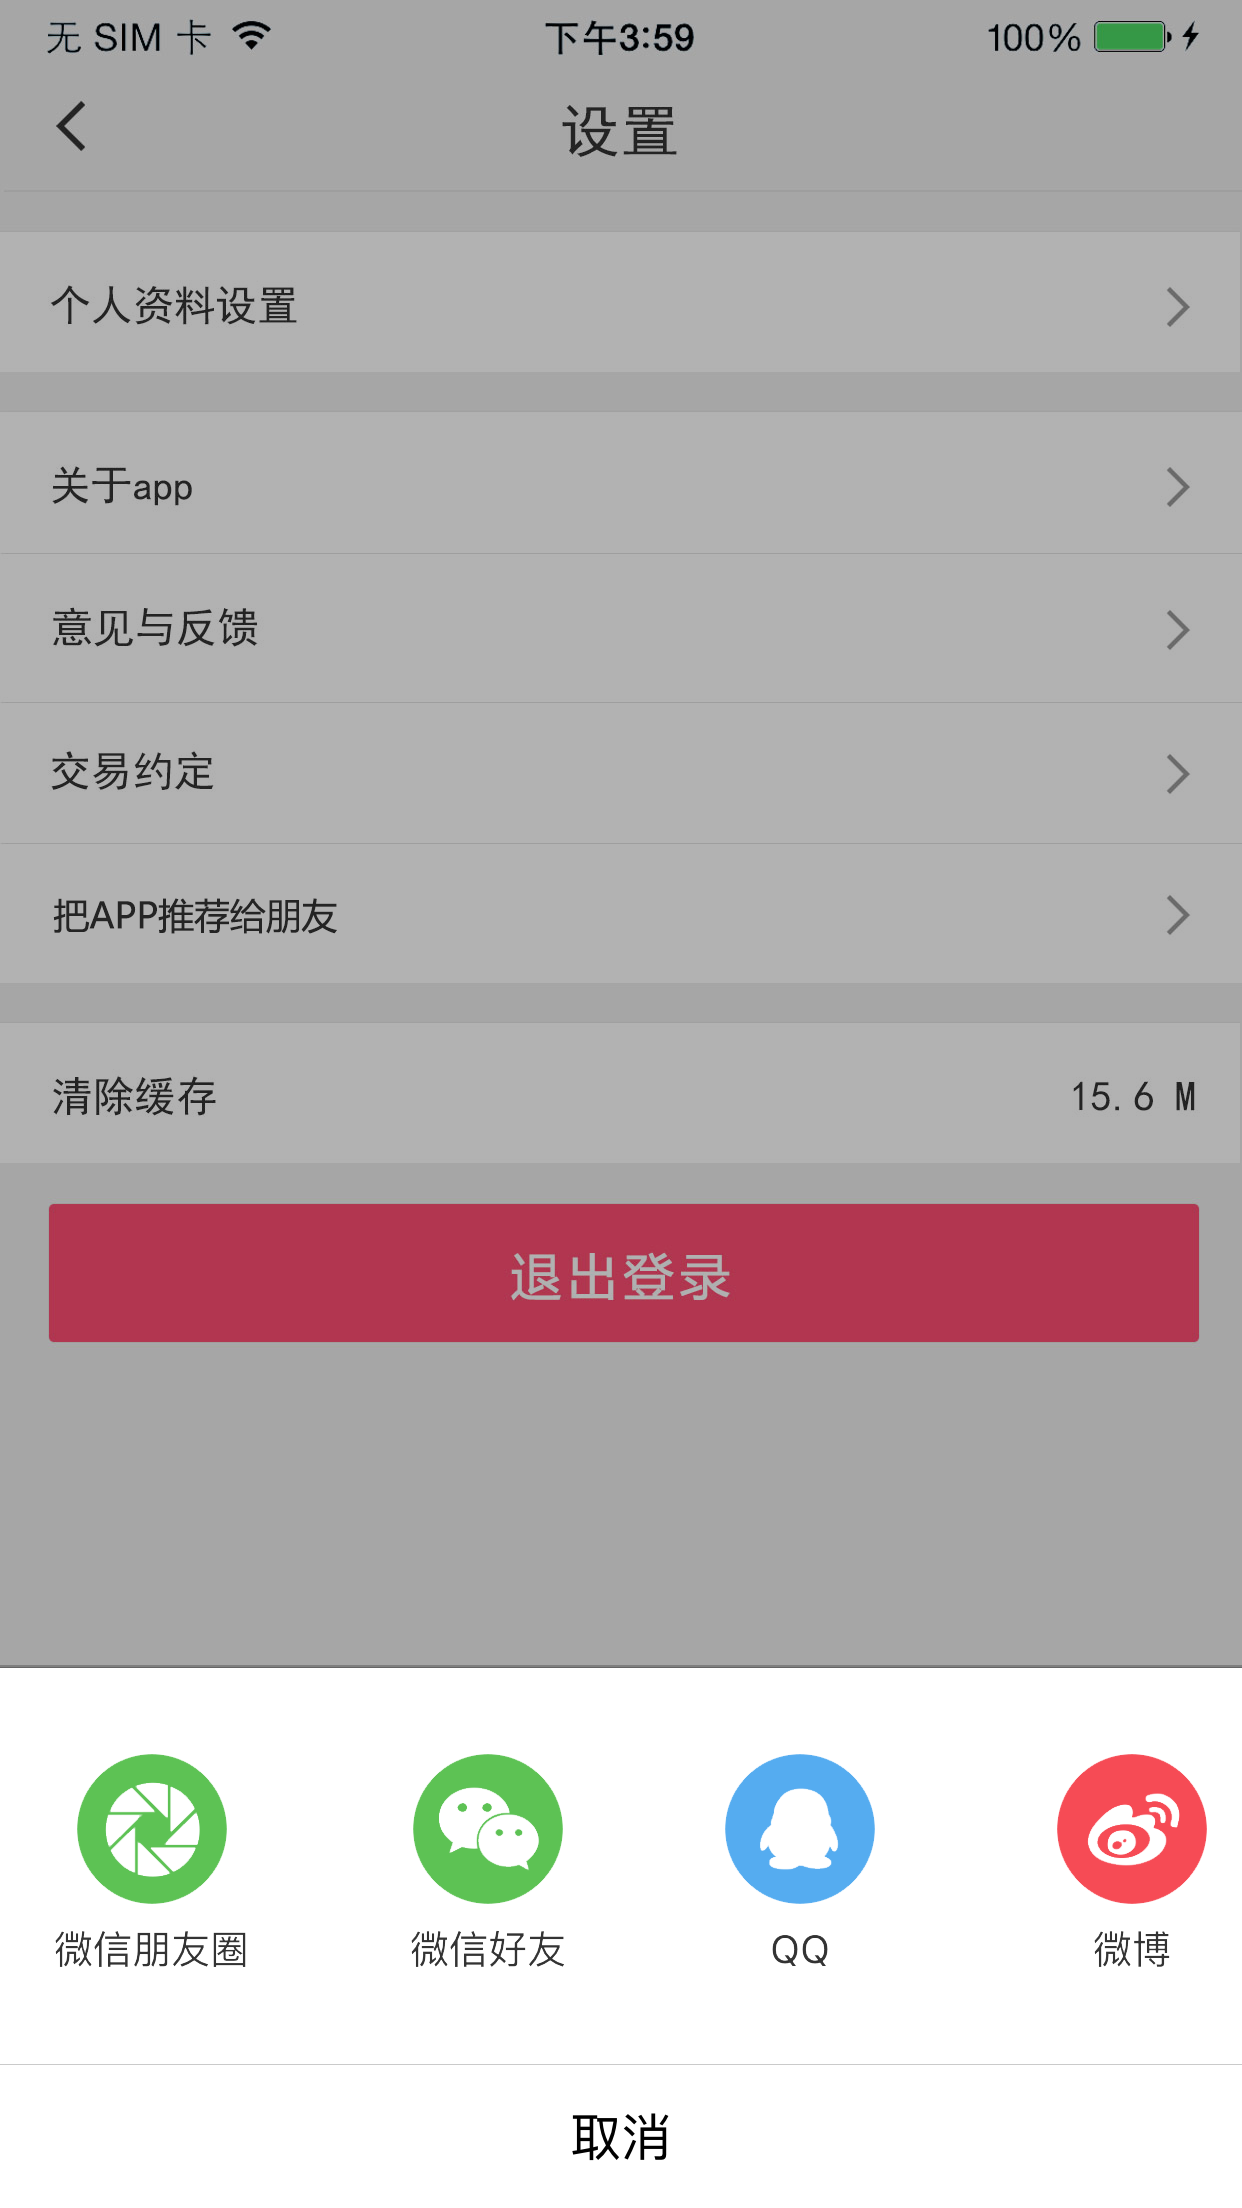 无 SIM 卡 下午3:59 100%
设置
个人资料设置
关于app
意见与反馈
交易约定
把APP推荐给朋友
清除缓存 15.6 M
退出登录
微信朋友圈 微信好友 QQ 微博
取消